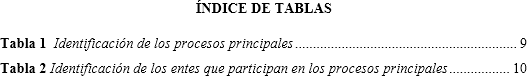 ÍNDICE DE TABLAS
Tabla 1 Identificación de los procesos principales .................................................................. 9
Tabla 2 Identificación de los entes que participan en los procesos principales .................... 10